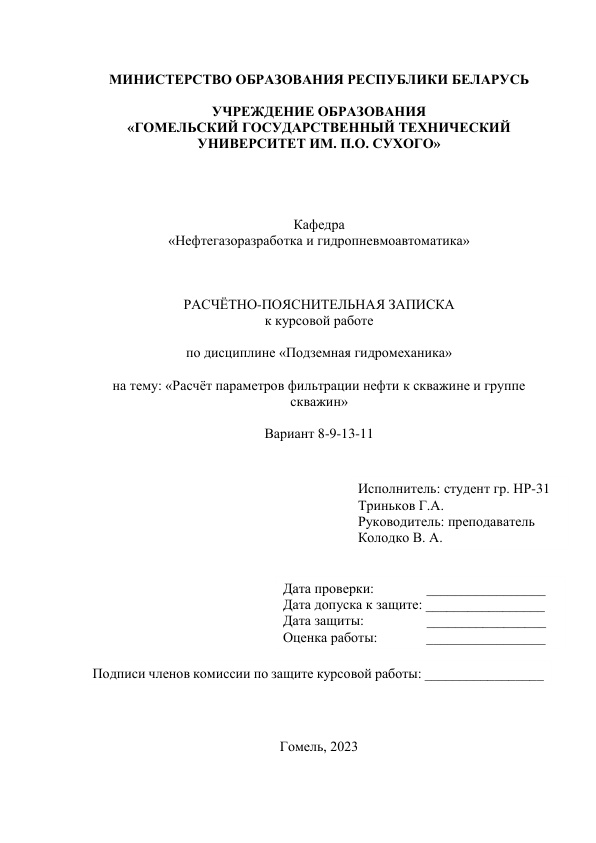 МИНИСТЕРСТВО ОБРАЗОВАНИЯ РЕСПУБЛИКИ БЕЛАРУСЬ
УЧРЕЖДЕНИЕ ОБРАЗОВАНИЯ
«ГОМЕЛЬСКИЙ ГОСУДАРСТВЕННЫЙ ТЕХНИЧЕСКИЙ
УНИВЕРСИТЕТ ИМ. П.О. СУХОГО»
Кафедра
«Нефтегазоразработка и гидропневмоавтоматика»
РАСЧЁТНО-ПОЯСНИТЕЛЬНАЯ ЗАПИСКА
к курсовой работе
по дисциплине «Подземная гидромеханика»
на тему: «Расчёт параметров фильтрации нефти к скважине и группе
скважин»
Вариант 8-9-13-11
Исполнитель: студент гр. НР-31
Триньков Г.А.
Руководитель: преподаватель
Колодко В. А.
Дата проверки: _________________
Дата допуска к защите: _________________
Дата защиты: _________________
Оценка работы: _________________
Подписи членов комиссии по защите курсовой работы: _________________
Гомель, 2023